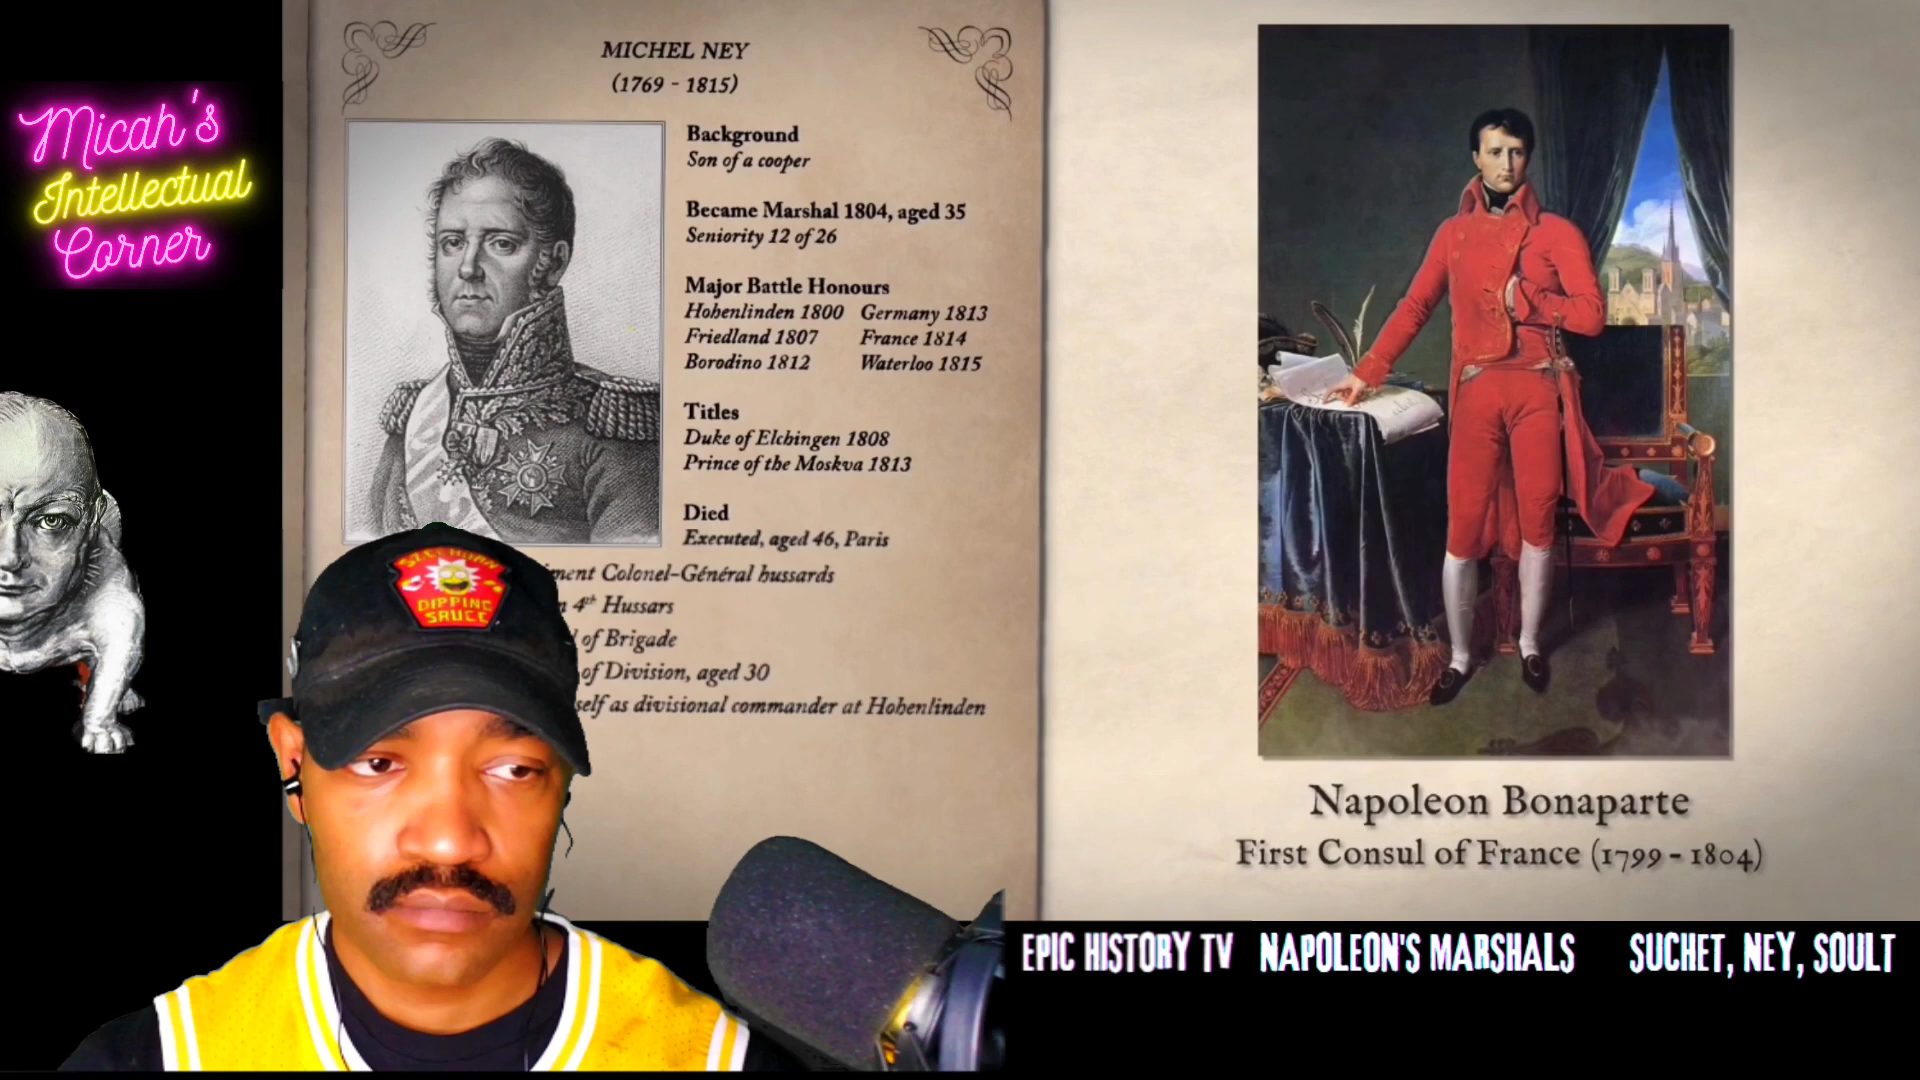 Micah's
Intellectual
Corner
MICHEL NEY
(1769 - 1815)
Background
Son of a cooper
Became Marshal 1804, aged 35
Seniority 12 of 26
Major Battle Honours
Hohenlinden 1800 Germany 1813
Friedland 1807 France 1814
Borodino 1812 Waterloo 1815
Titles
Duke of Elchingen 1808
Prince of the Moskva 1813
Died
Executed, aged 46, Paris
Colonel-Général hussards
4th Hussars
of Brigade
of Division, aged 30
as divisional commander at Hohenlinden
DIPPING
SAUCE
Napoleon Bonaparte
First Consul of France (1799 - 1804)
EPIC HISTORY TV NAPOLEON'S MARSHALS SUCHET, NEY, SOULT